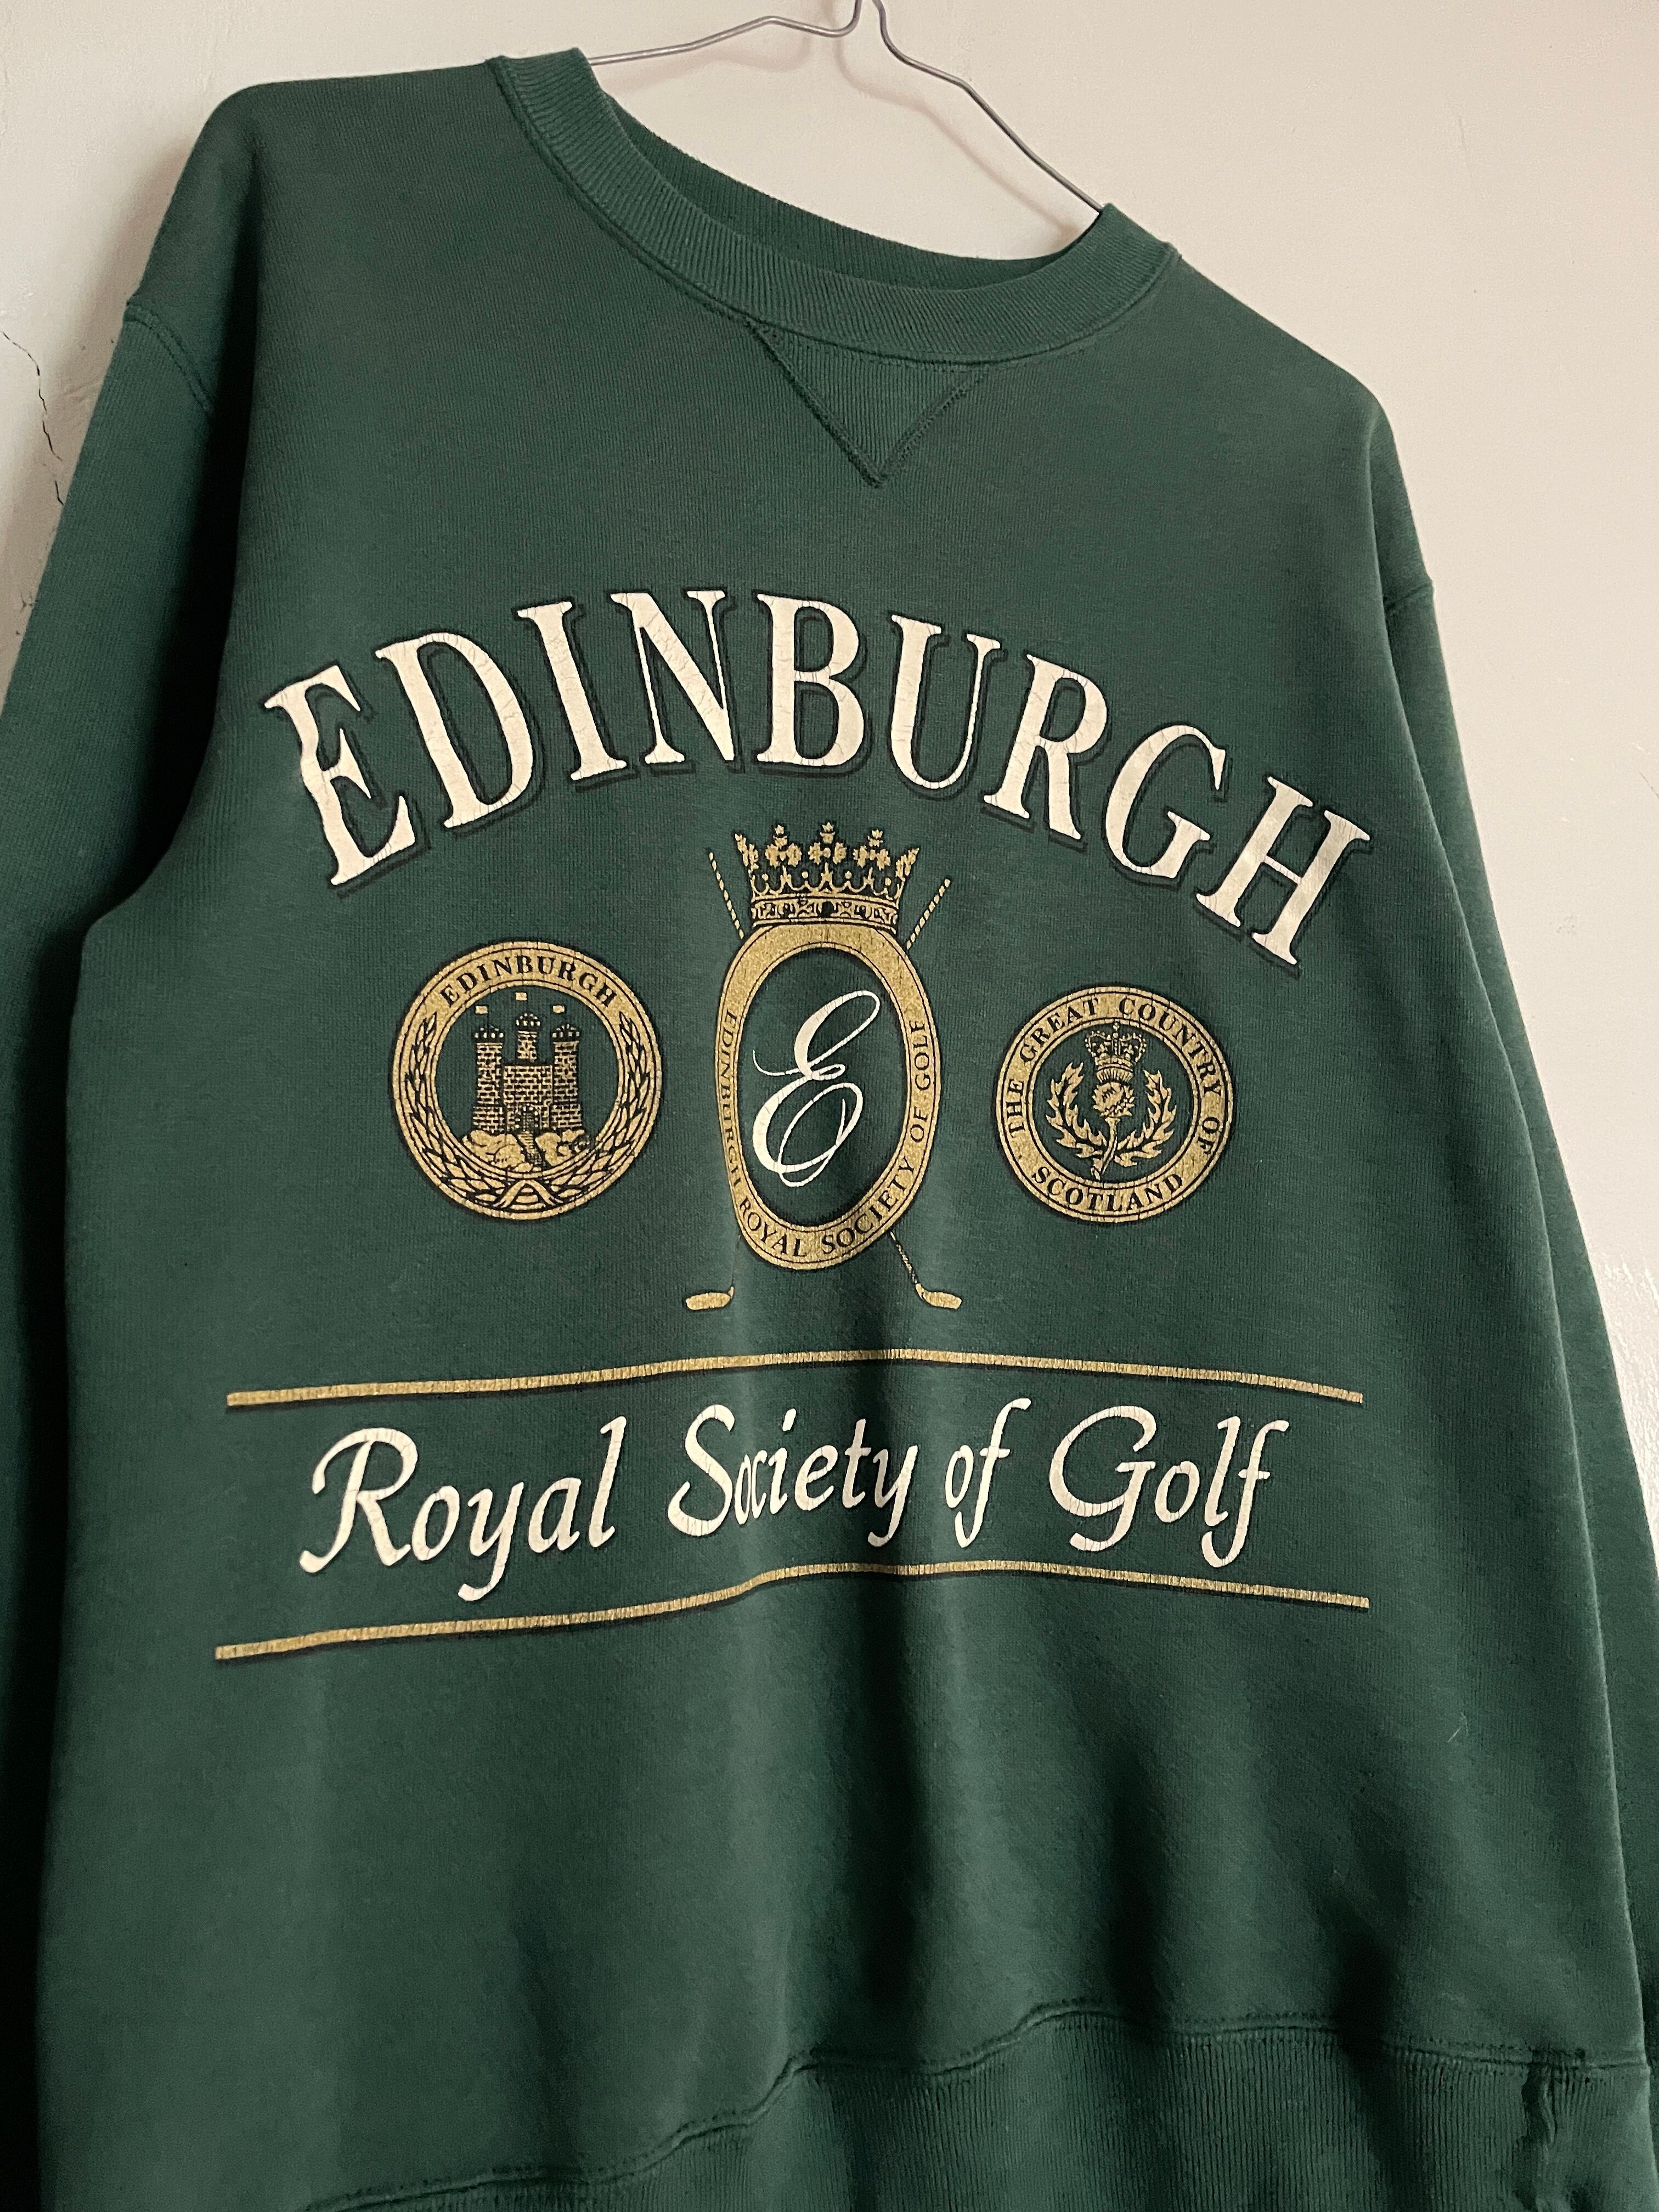 EDINBURGH
EDINBURGH
E
EDINBURGH ROYAL SOCIETY OF GOLF
THE GREAT COUNTRY OF
SCOTLAND
Royal Society of Golf